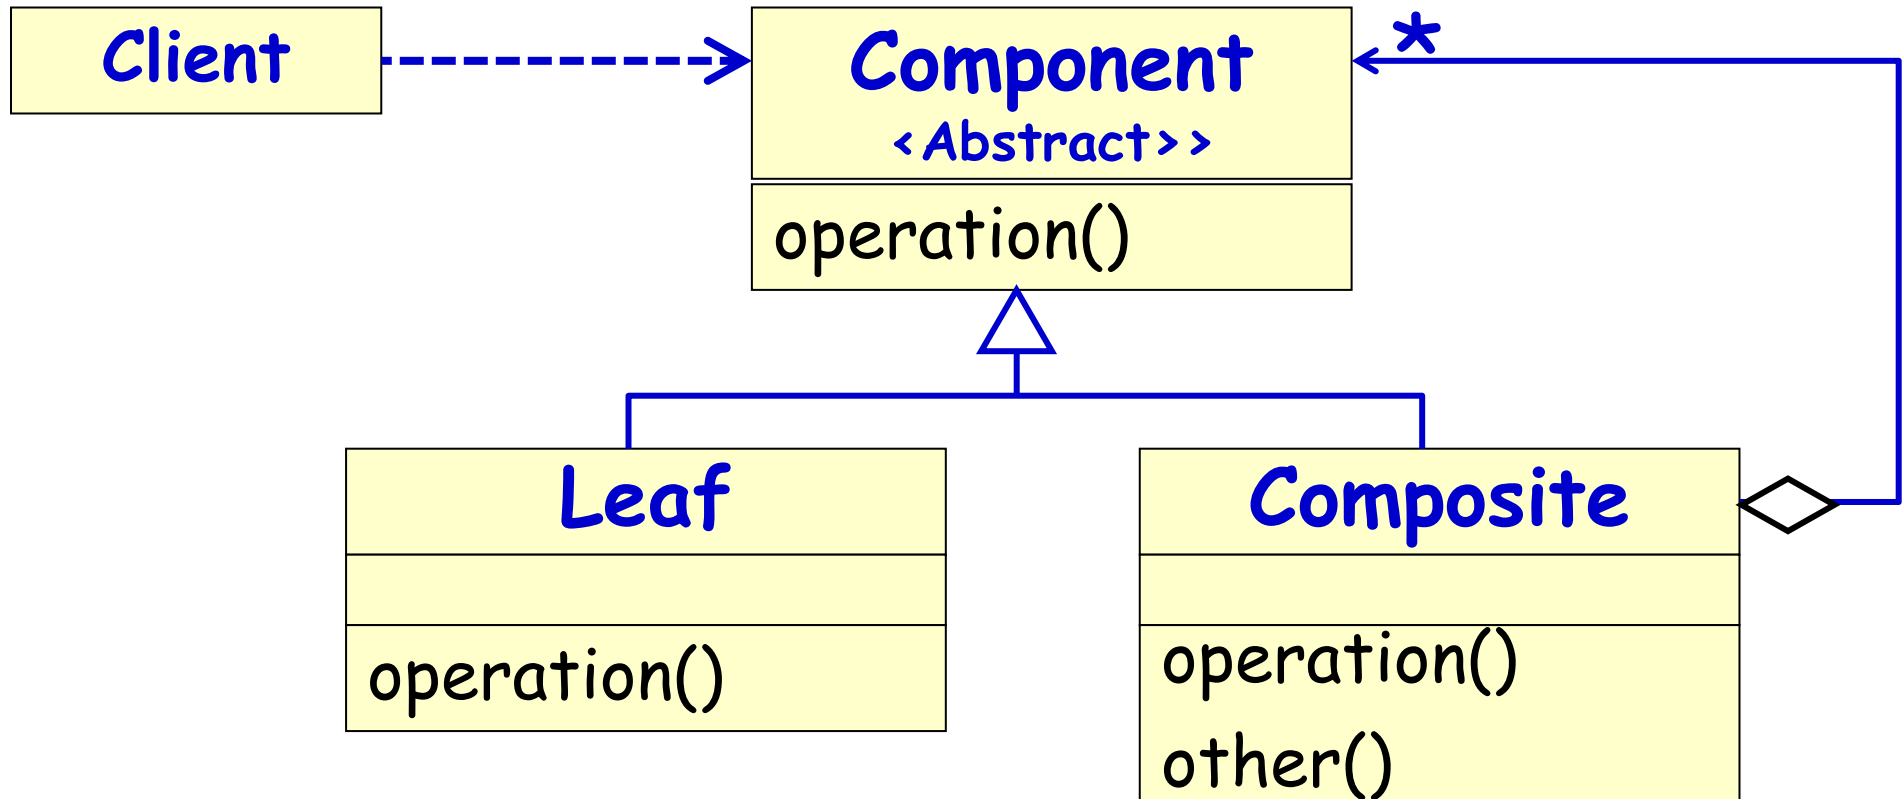 Client
Component
*
<Abstract>>
operation()
Leaf
Composite
operation()
operation()
other()